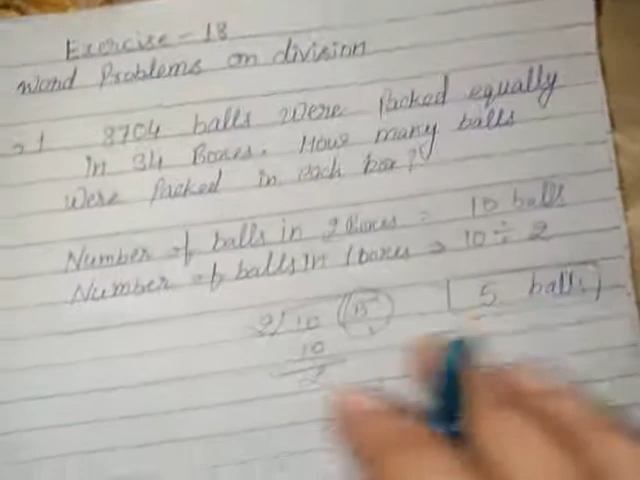 Exercise - 18
Word Problems on division
1 8704 balls Were Packed equally
in 34 Boxes. How many balls
Were Packed in each box?
Number of balls in 2 Boxes = 10 balls
Number of balls in 1 boxes = 10 ÷ 2
5 balls
2/ 10 (5
10